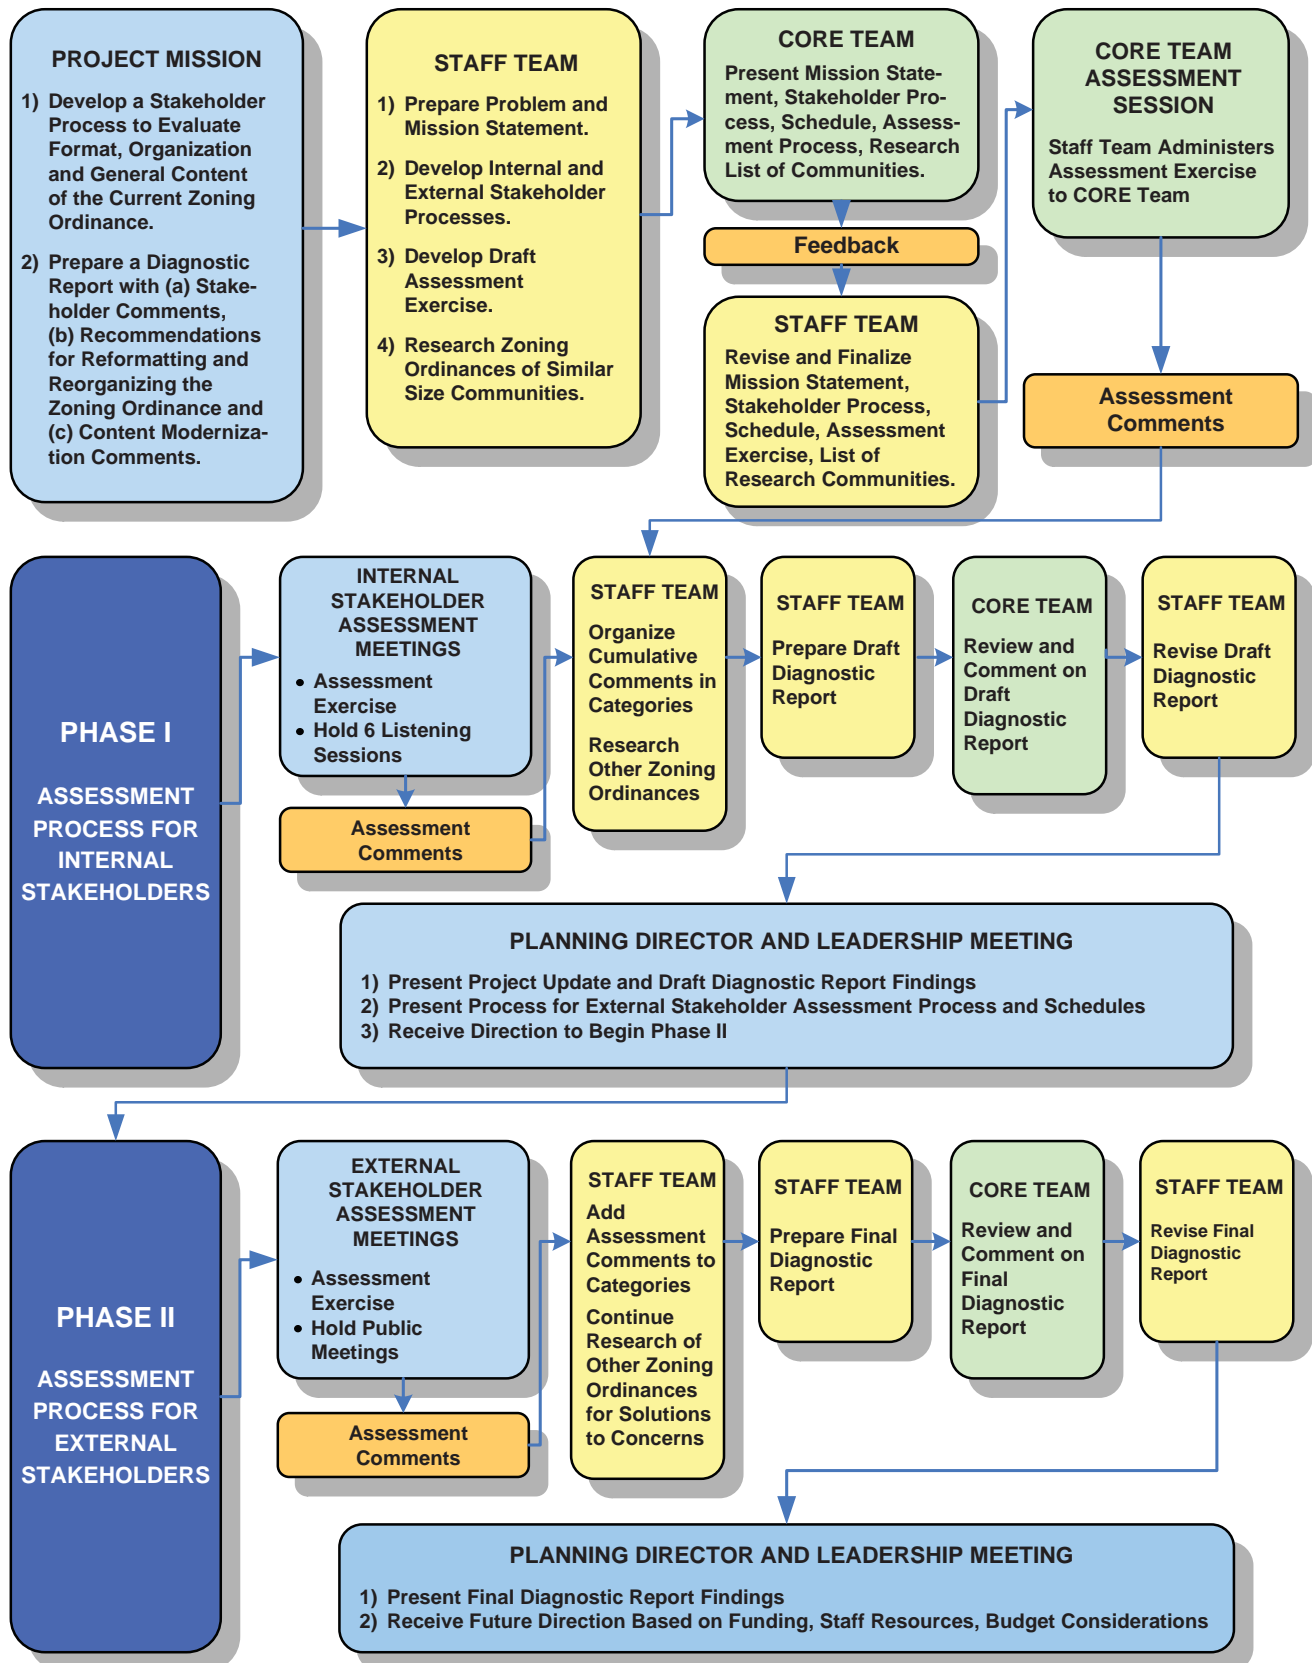 PROJECT MISSION
1) Develop a Stakeholder
Process to Evaluate
Format, Organization
and General Content
of the Current Zoning
Ordinance.
2) Prepare a Diagnostic
Report with (a) Stake-
holder Comments,
(b) Recommendations
for Reformatting and
Reorganizing the
Zoning Ordinance and
(c) Content Moderniza-
tion Comments.
STAFF TEAM
1) Prepare Problem and
Mission Statement.
2) Develop Internal and
External Stakeholder
Processes.
3) Develop Draft
Assessment
Exercise.
4) Research Zoning
Ordinances of Similar
Size Communities.
CORE TEAM
Present Mission State-
ment, Stakeholder Pro-
cess, Schedule, Assess-
ment Process, Research
List of Communities.
Feedback
STAFF TEAM
Revise and Finalize
Mission Statement,
Stakeholder Process,
Schedule, Assessment
Exercise, List of
Research Communities.
CORE TEAM
ASSESSMENT
SESSION
Staff Team Administers
Assessment Exercise
to CORE Team
Assessment
Comments
PHASE I
ASSESSMENT
PROCESS FOR
INTERNAL
STAKEHOLDERS
INTERNAL
STAKEHOLDER
ASSESSMENT
MEETINGS
• Assessment
Exercise
• Hold 6 Listening
Sessions
Assessment
Comments
STAFF TEAM
Organize
Cumulative
Comments in
Categories
Research
Other Zoning
Ordinances
STAFF TEAM
Prepare Draft
Diagnostic
Report
CORE TEAM
Review and
Comment on
Draft
Diagnostic
Report
STAFF TEAM
Revise Draft
Diagnostic
Report
PLANNING DIRECTOR AND LEADERSHIP MEETING
1) Present Project Update and Draft Diagnostic Report Findings
2) Present Process for External Stakeholder Assessment Process and Schedules
3) Receive Direction to Begin Phase II
PHASE II
ASSESSMENT
PROCESS FOR
EXTERNAL
STAKEHOLDERS
EXTERNAL
STAKEHOLDER
ASSESSMENT
MEETINGS
• Assessment
Exercise
• Hold Public
Meetings
Assessment
Comments
STAFF TEAM
Add
Assessment
Comments to
Categories
Continue
Research of
Other Zoning
Ordinances
for Solutions
to Concerns
STAFF TEAM
Prepare Final
Diagnostic
Report
CORE TEAM
Review and
Comment on
Final
Diagnostic
Report
STAFF TEAM
Revise Final
Diagnostic
Report
PLANNING DIRECTOR AND LEADERSHIP MEETING
1) Present Final Diagnostic Report Findings
2) Receive Future Direction Based on Funding, Staff Resources, Budget Considerations